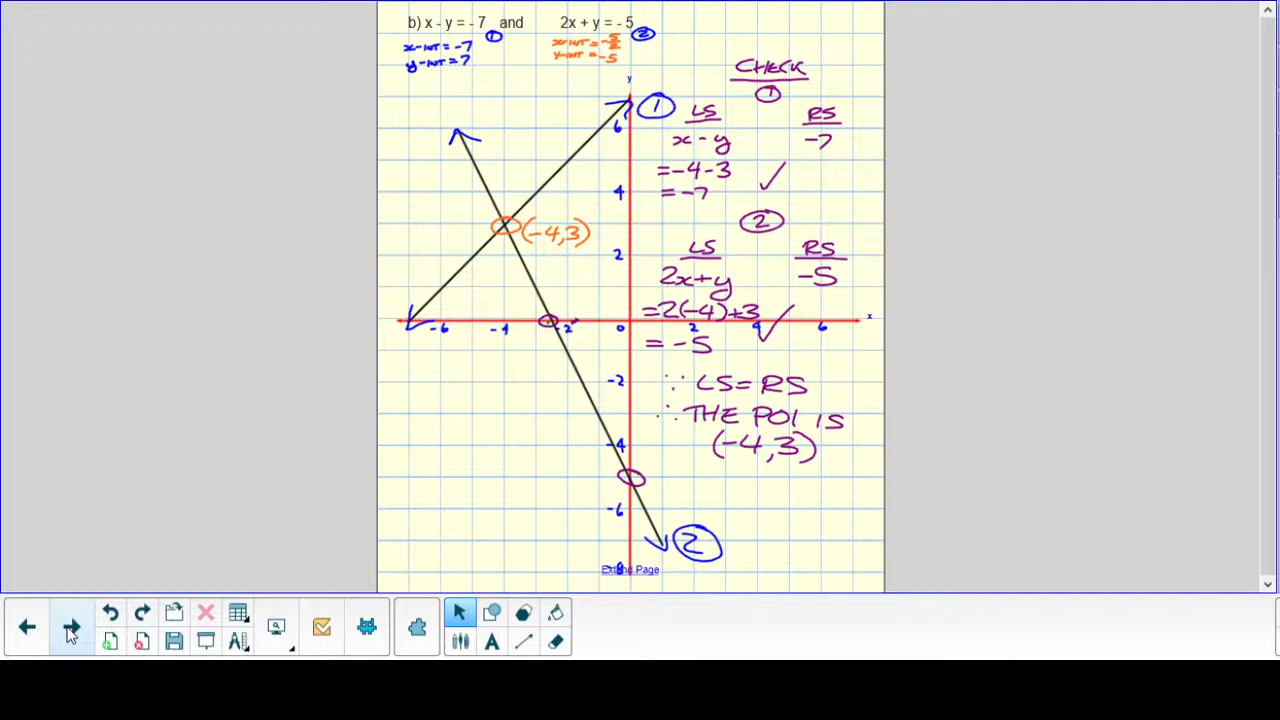 b) x - y = - 7 and 2x + y = - 5
① ②
x-INT = -7
y-INT = 7
x-INT = -5/2
y-INT = -5
CHECK
①
LS RS
x - y -7
= -4 - 3 ✓
= -7
②
LS RS
2x + y -5
= 2(-4) + 3 ✓
= -5
∵ LS = RS
∴ THE POI IS
(-4,3)
y
①
6
4
(-4,3)
2
-6 -4 -2 0 2 4 6 x
-2
-4
-6
②
-8
Extend Page
A